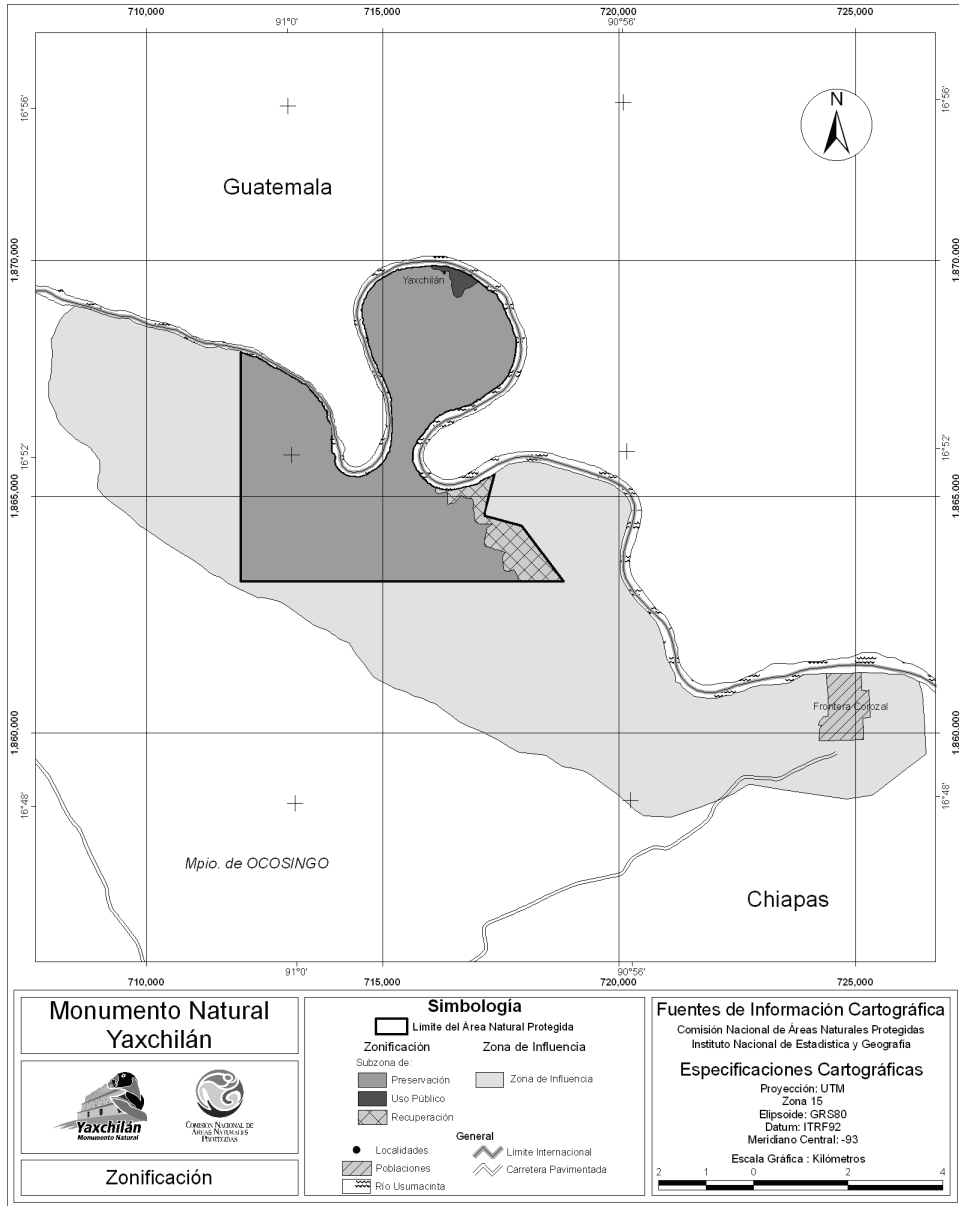 710,000 715,000 720,000 725,000
91°0' 90°56'
16°56' 16°56'
N
Guatemala
1,870,000 1,870,000
Yaxchilán
16°52' 16°52'
1,865,000 1,865,000
Frontera Corozal
1,860,000 1,860,000
16°48' 16°48'
Mpio. de OCOSINGO
Chiapas
91°0' 90°56'
710,000 715,000 720,000 725,000
Monumento Natural
Yaxchilán
Yaxchilán
Monumento Natural
COMISIÓN NACIONAL DE
ÁREAS NATURALES
PROTEGIDAS
Zonificación
Simbología
Límite del Área Natural Protegida
Zonificación Zona de Influencia
Subzona de:
Preservación Zona de Influencia
Uso Público
Recuperación
General
Localidades Límite Internacional
Poblaciones Carretera Pavimentada
Río Usumacinta
Fuentes de Información Cartográfica
Comisión Nacional de Áreas Naturales Protegidas
Instituto Nacional de Estadística y Geografía
Especificaciones Cartográficas
Proyección: UTM
Zona 15
Elipsoide: GRS80
Datum: ITRF92
Meridiano Central: -93
Escala Gráfica : Kilómetros
2 1 0 2 4